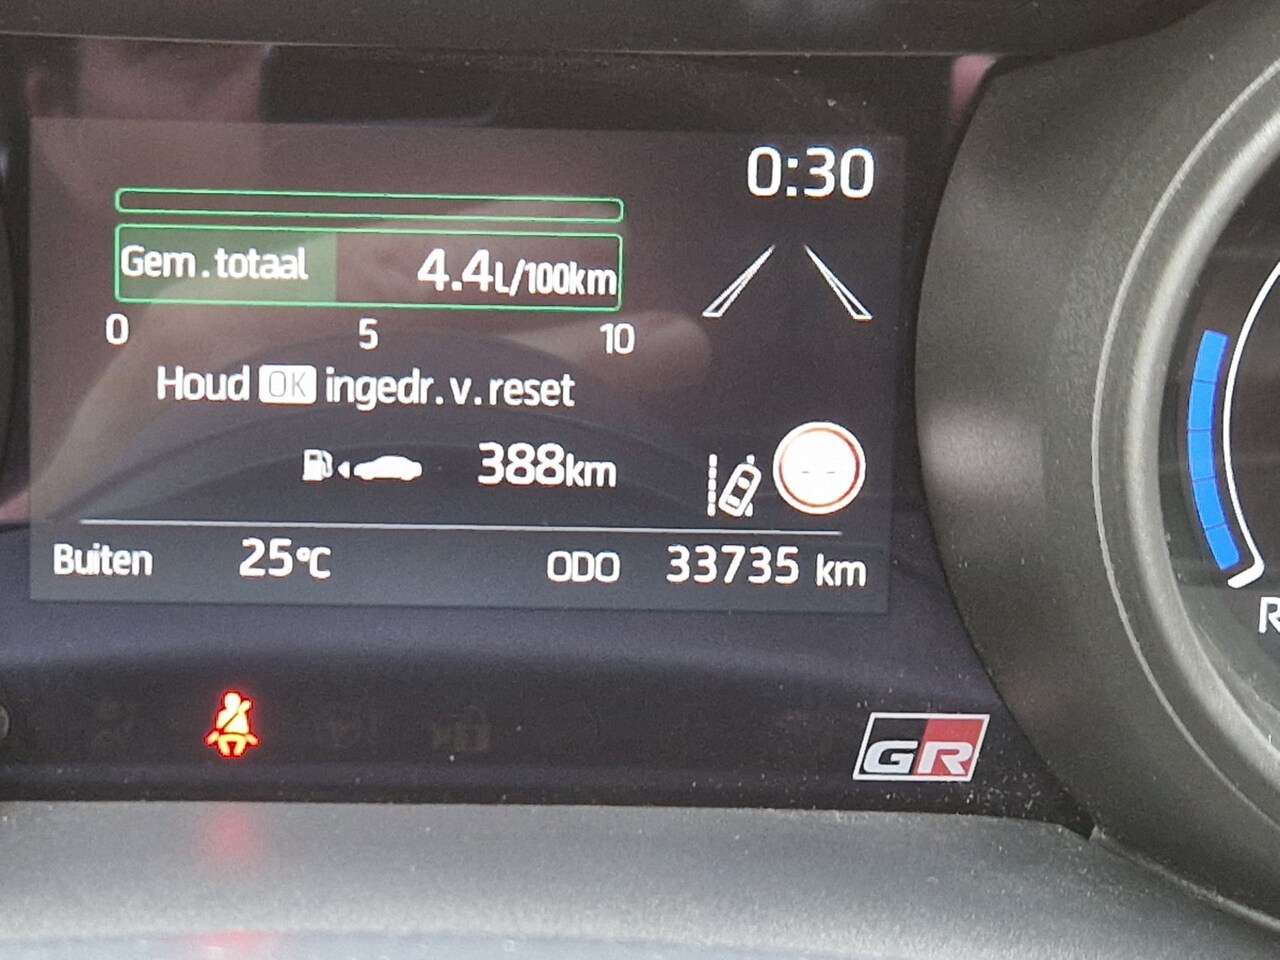 0:30
Gem.totaal 4.4L/100km
0 5 10
Houd OK ingedr.v.reset
388km
--
Buiten 25°C ODO 33735 km
R
GR